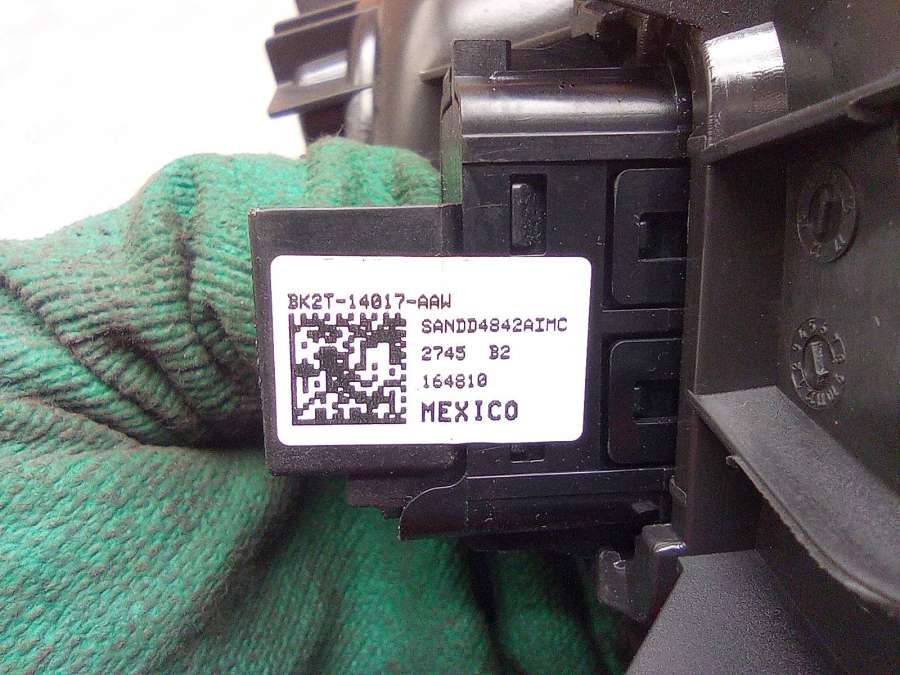 BK2T-14017-AAW
SANDD4842AIMC
2745 B2
164810
MEXICO